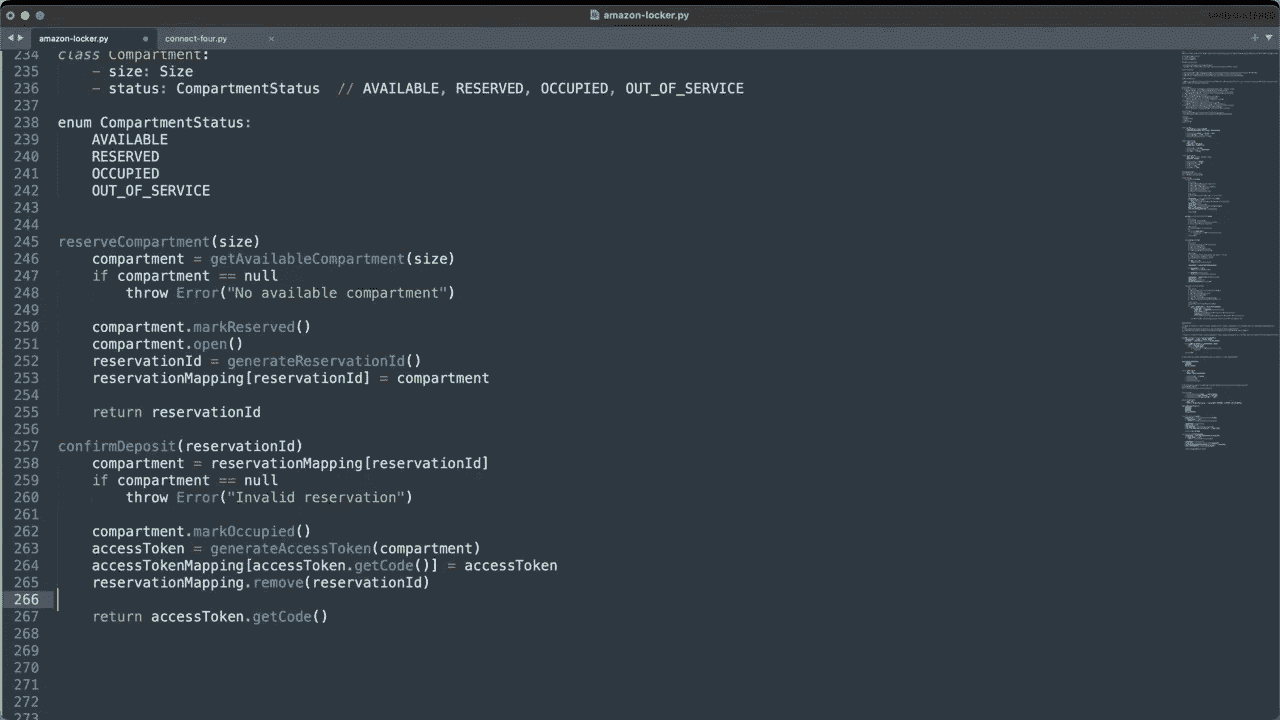 amazon-locker.py
amazon-locker.py
connect-four.py
234 class Compartment:
235 - size: Size
236 - status: CompartmentStatus // AVAILABLE, RESERVED, OCCUPIED, OUT_OF_SERVICE
237
238 enum CompartmentStatus:
239 AVAILABLE
240 RESERVED
241 OCCUPIED
242 OUT_OF_SERVICE
243
244
245 reserveCompartment(size)
246 compartment = getAvailableCompartment(size)
247 if compartment == null
248 throw Error("No available compartment")
249
250 compartment.markReserved()
251 compartment.open()
252 reservationId = generateReservationId()
253 reservationMapping[reservationId] = compartment
254
255 return reservationId
256
257 confirmDeposit(reservationId)
258 compartment = reservationMapping[reservationId]
259 if compartment == null
260 throw Error("Invalid reservation")
261
262 compartment.markOccupied()
263 accessToken = generateAccessToken(compartment)
264 accessTokenMapping[accessToken.getCode()] = accessToken
265 reservationMapping.remove(reservationId)
266
267 return accessToken.getCode()
268
269
270
271
272
273